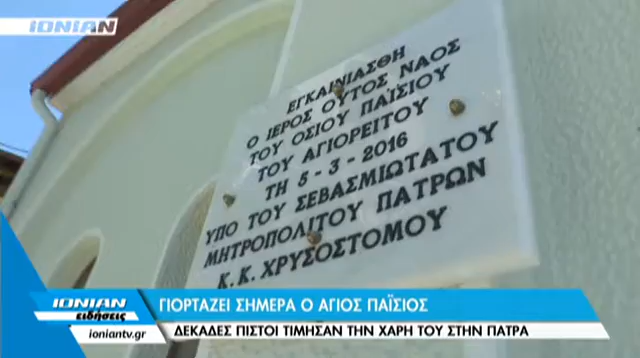 IONIAN
ΕΓΚΑΙΝΙΑΣΘΗ
Ο ΙΕΡΟΣ ΟΥΤΟΣ ΝΑΟΣ
ΤΟΥ ΟΣΙΟΥ ΠΑΪΣΙΟΥ
ΤΟΥ ΑΓΙΟΡΕΙΤΟΥ
ΤΗ 5-3-2016
ΥΠΟ ΤΟΥ ΣΕΒΑΣΜΙΩΤΑΤΟΥ
ΜΗΤΡΟΠΟΛΙΤΟΥ ΠΑΤΡΩΝ
Κ.Κ. ΧΡΥΣΟΣΤΟΜΟΥ
IONIAN
ειδήσεις
ioniantv.gr
ΓΙΟΡΤΑΖΕΙ ΣΗΜΕΡΑ Ο ΑΓΙΟΣ ΠΑΪΣΙΟΣ
ΔΕΚΑΔΕΣ ΠΙΣΤΟΙ ΤΙΜΗΣΑΝ ΤΗΝ ΧΑΡΗ ΤΟΥ ΣΤΗΝ ΠΑΤΡΑ